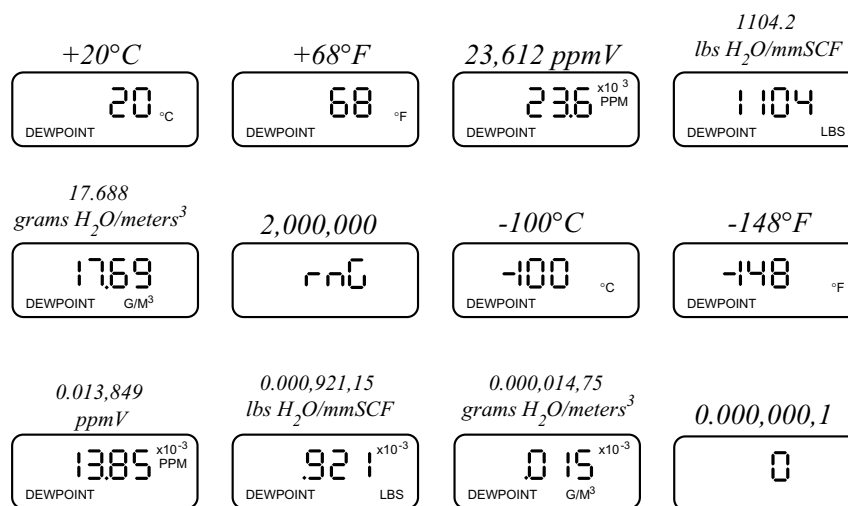 +20°C
20 °C
DEWPOINT
+68°F
68 °F
DEWPOINT
23,612 ppmV
23.6 x10 3
PPM
DEWPOINT
1104.2
lbs H2O/mmSCF
1104
DEWPOINT LBS
17.688
grams H2O/meters3
17.69
DEWPOINT G/M3
2,000,000
rnG
-100°C
-100 °C
DEWPOINT
-148°F
-148 °F
DEWPOINT
0.013,849
ppmV
13.85 x10-3
PPM
DEWPOINT
0.000,921,15
lbs H2O/mmSCF
.921 x10-3
DEWPOINT LBS
0.000,014,75
grams H2O/meters3
.015 x10-3
DEWPOINT G/M3
0.000,000,1
0